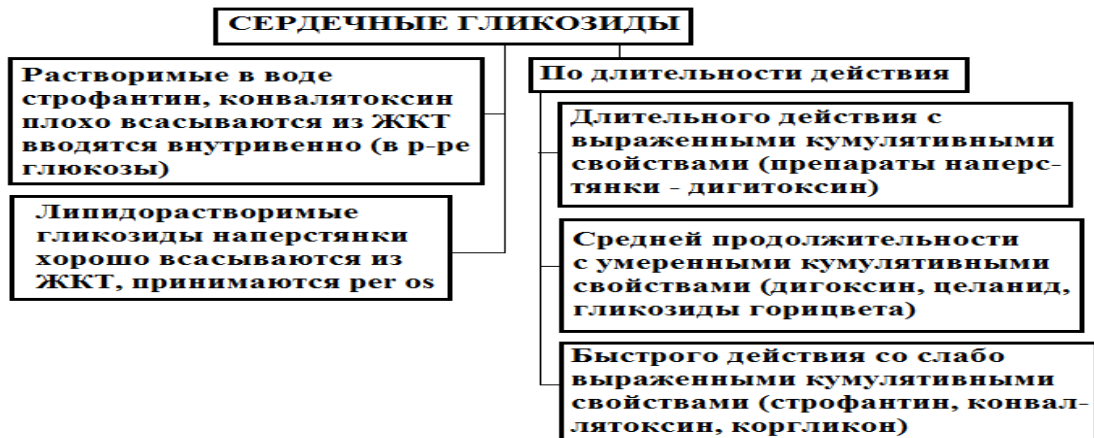 СЕРДЕЧНЫЕ ГЛИКОЗИДЫ
Растворимые в воде
строфантин, конвалятоксин
плохо всасываются из ЖКТ
вводятся внутривенно (в р-ре
глюкозы)
Липидорастворимые
гликозиды наперстянки
хорошо всасываются из
ЖКТ, принимаются per os
По длительности действия
Длительного действия с
выраженными кумулятивными
свойствами (препараты наперс-
тянки - дигитоксин)
Средней продолжительности
с умеренными кумулятивными
свойствами (дигоксин, целанид,
гликозиды горицвета)
Быстрого действия со слабо
выраженными кумулятивными
свойствами (строфантин, конвал-
лятоксин, коргликон)